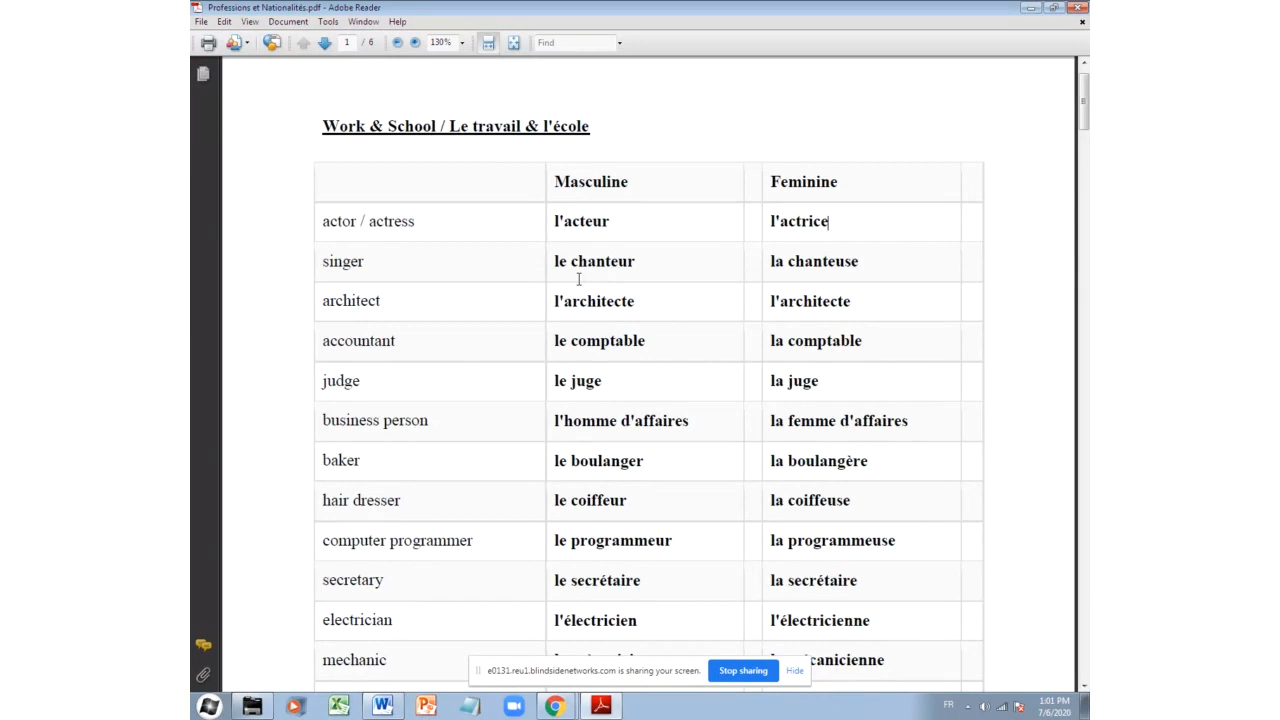 Professions et Nationalités.pdf - Adobe Reader
File Edit View Document Tools Window Help
1 / 6 130% Find
Work & School / Le travail & l'école
Masculine Feminine
actor / actress l'acteur l'actrice
singer le chanteur la chanteuse
architect l'architecte l'architecte
accountant le comptable la comptable
judge le juge la juge
business person l'homme d'affaires la femme d'affaires
baker le boulanger la boulangère
hair dresser le coiffeur la coiffeuse
computer programmer le programmeur la programmeuse
secretary le secrétaire la secrétaire
electrician l'électricien l'électricienne
mechanic
e0131.reu1.blindsidenetworks.com is sharing your screen. Stop sharing Hide
FR 1:01 PM
7/6/2020